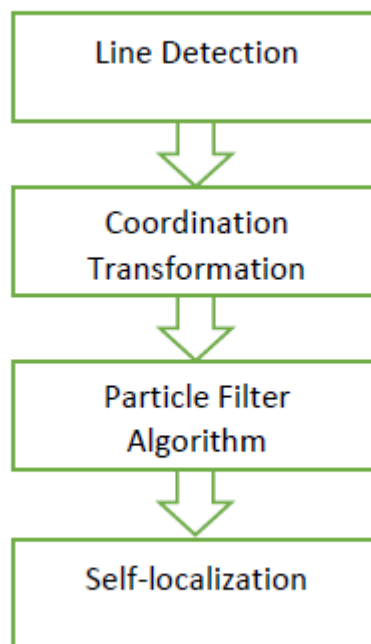 Line Detection
Coordination
Transformation
Particle Filter
Algorithm
Self-localization